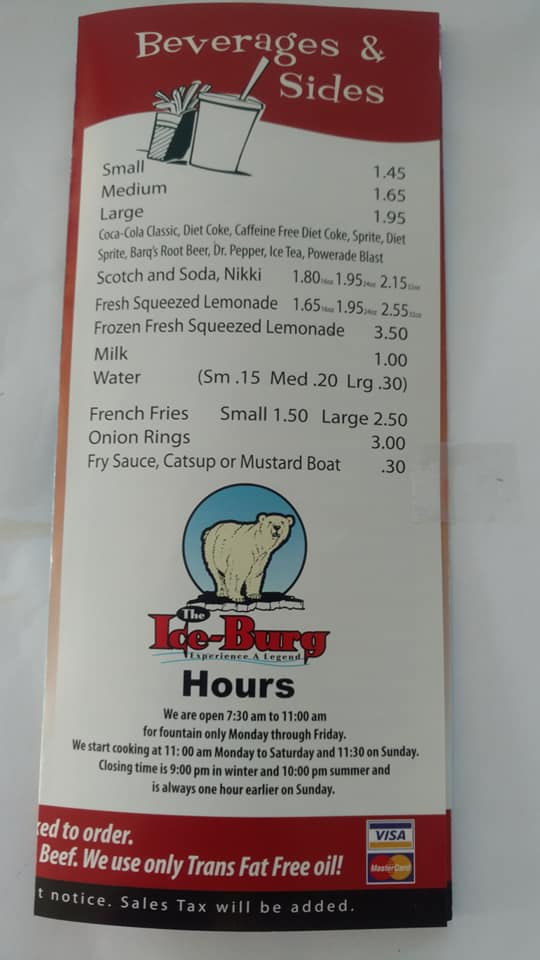 Beverages &
Sides
Small 1.45
Medium 1.65
Large 1.95
Coca-Cola Classic, Diet Coke, Caffeine Free Diet Coke, Sprite, Diet
Sprite, Barq's Root Beer, Dr. Pepper, Ice Tea, Powerade Blast
Scotch and Soda, Nikki 1.80 16oz 1.95 24oz 2.15 32oz
Fresh Squeezed Lemonade 1.65 16oz 1.95 24oz 2.55 32oz
Frozen Fresh Squeezed Lemonade 3.50
Milk 1.00
Water (Sm .15 Med .20 Lrg .30)
French Fries Small 1.50 Large 2.50
Onion Rings 3.00
Fry Sauce, Catsup or Mustard Boat .30
The
Ice-Burg
Experience A Legend
Hours
We are open 7:30 am to 11:00 am
for fountain only Monday through Friday.
We start cooking at 11: 00 am Monday to Saturday and 11:30 on Sunday.
Closing time is 9:00 pm in winter and 10:00 pm summer and
is always one hour earlier on Sunday.
ked to order.
Beef. We use only Trans Fat Free oil!
VISA
MasterCard
t notice. Sales Tax will be added.